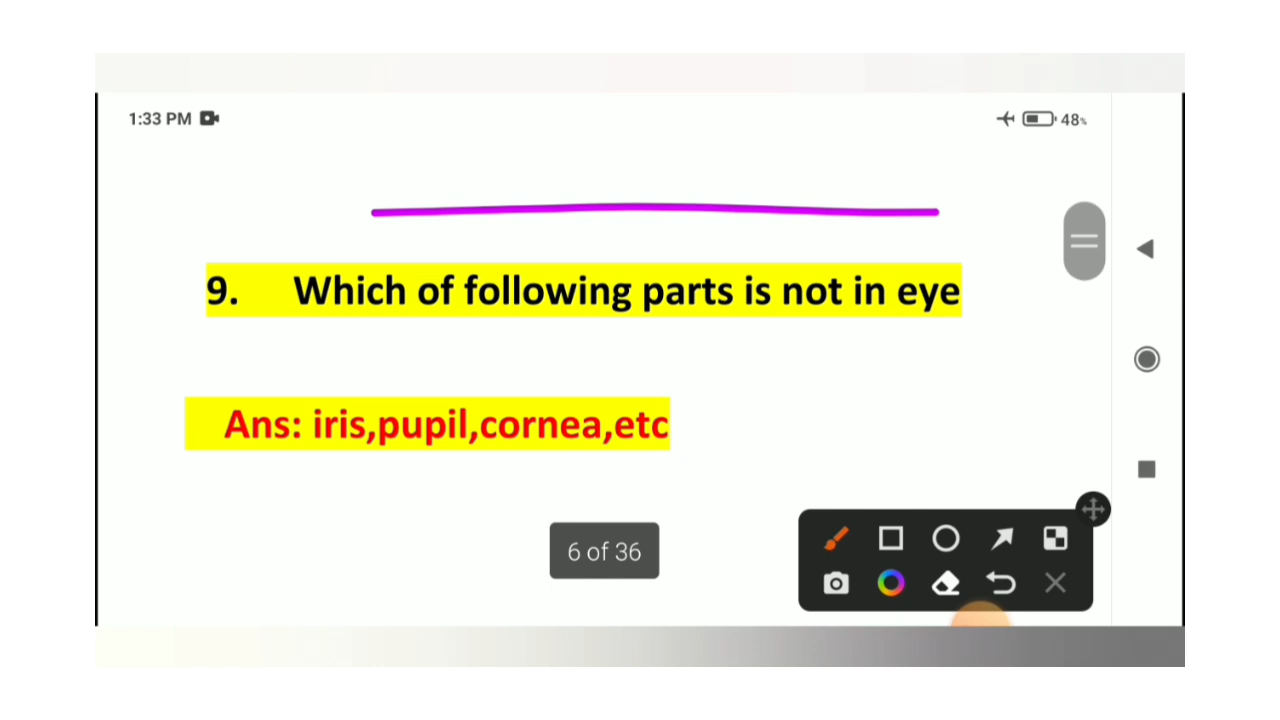 1:33 PM 48%
9. Which of following parts is not in eye
Ans: iris,pupil,cornea,etc
6 of 36